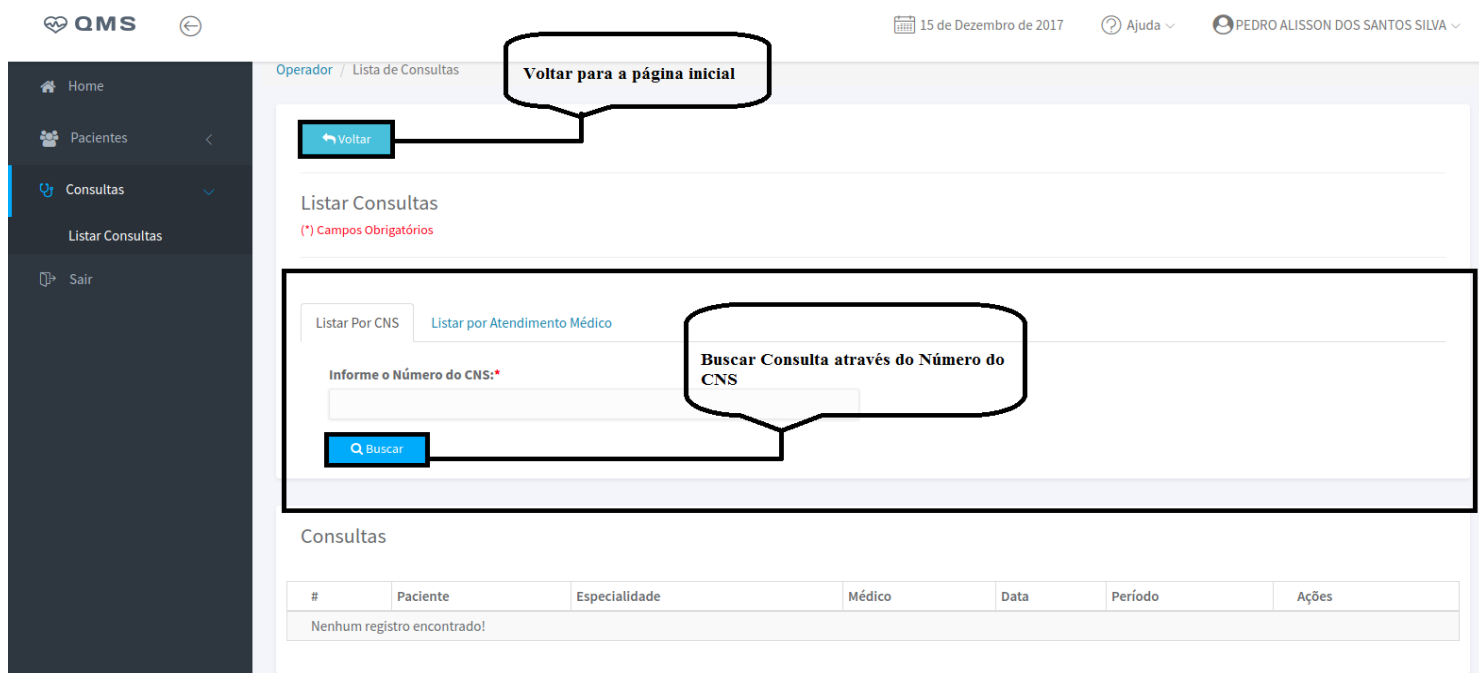 QMS
15 de Dezembro de 2017
Ajuda
PEDRO ALISSON DOS SANTOS SILVA
Home
Pacientes
Consultas
Listar Consultas
Sair
Operador / Lista de Consultas
Voltar para a página inicial
Voltar
Listar Consultas
(*) Campos Obrigatórios
Listar Por CNS
Listar por Atendimento Médico
Buscar Consulta através do Número do
CNS
Informe o Número do CNS:*
Buscar
Consultas
# Paciente Especialidade Médico Data Período Ações
Nenhum registro encontrado!